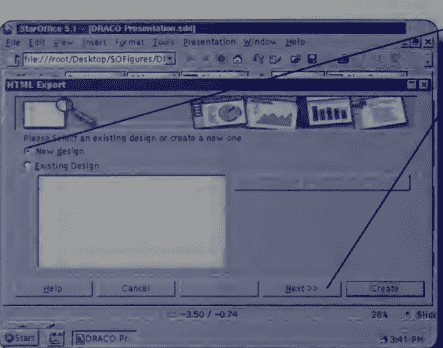 StarOffice 5.1 - [DRACO Presentation.sdd]
File Edit View Insert Format Tools Presentation Window Help
file:///root/Desktop/SOFigures/D
HTML Export
Please Select an existing design or create a new one
New design
Existing Design
Help Cancel Next >> Create
-3.50 / -0.74 28% * Slid
Start DRACO Pr 3:41 PM